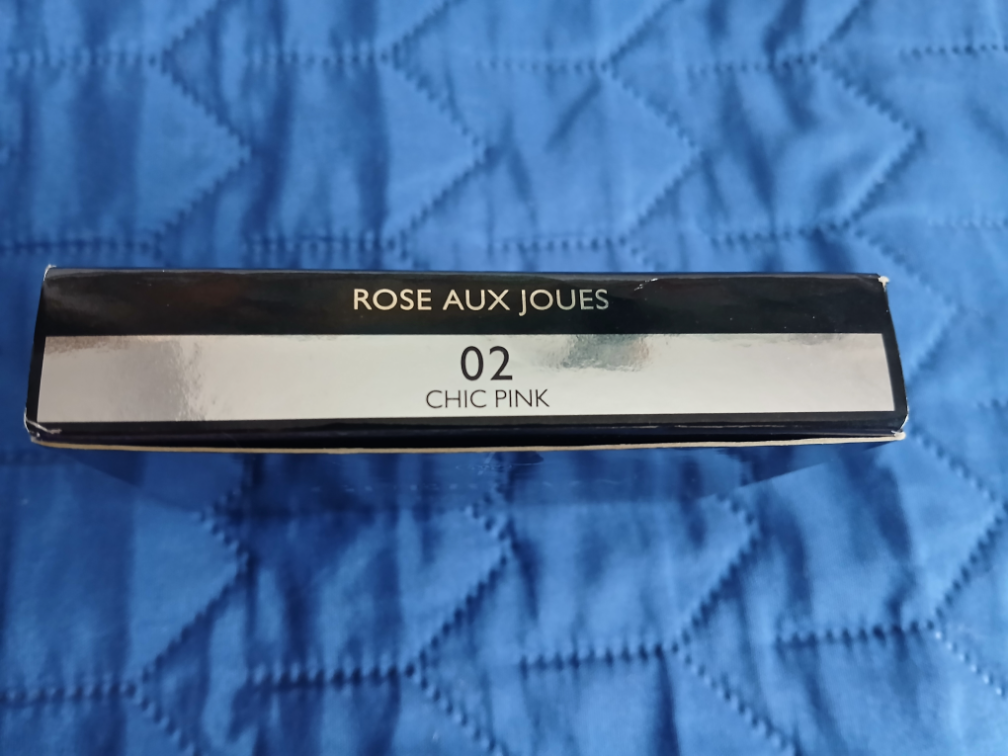 ROSE AUX JOUES
02
CHIC PINK